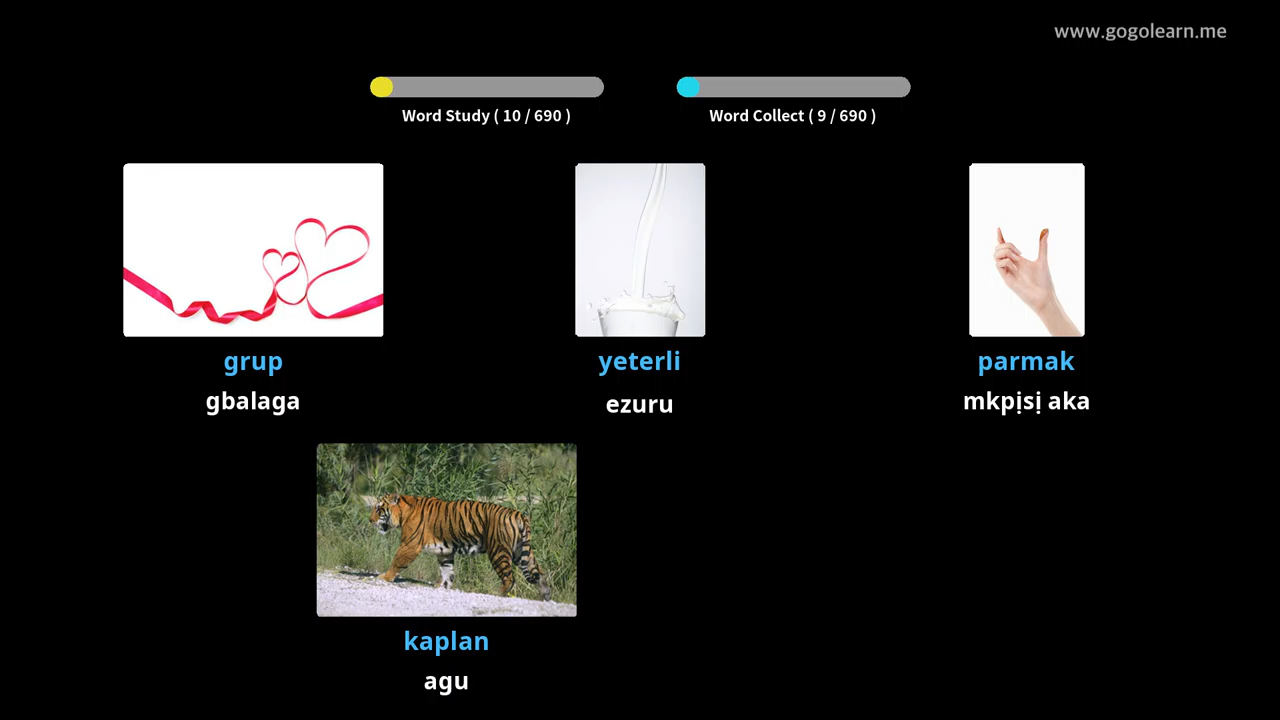 www.gogolearn.me
Word Study ( 10 / 690 )
Word Collect ( 9 / 690 )
grup
gbalaga
yeterli
ezuru
parmak
mkpịsị aka
kaplan
agu